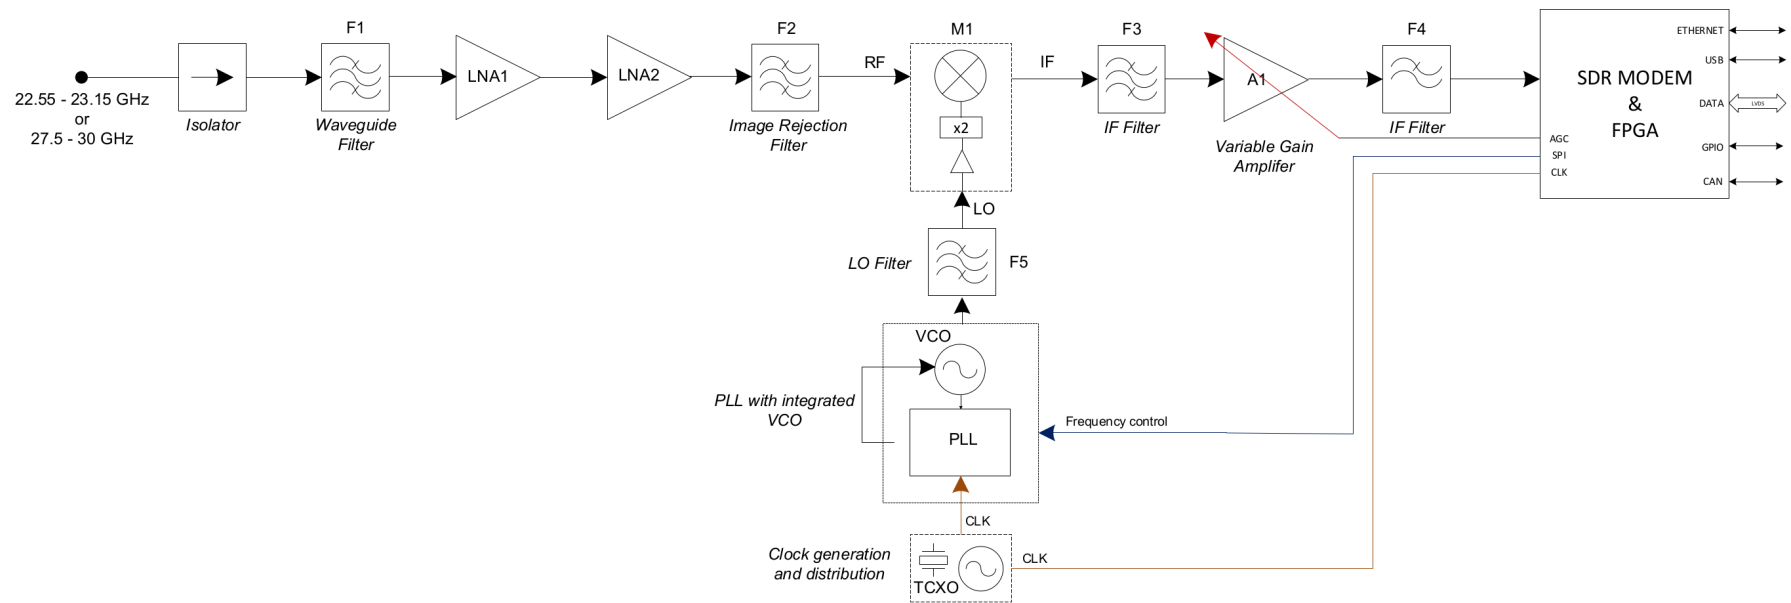 22.55 - 23.15 GHz
or
27.5 - 30 GHz
Isolator
F1
Waveguide
Filter
LNA1
LNA2
F2
Image Rejection
Filter
RF
M1
x2
LO
IF
F3
IF Filter
A1
Variable Gain
Amplifer
F4
IF Filter
SDR MODEM
&
FPGA
AGC
SPI
CLK
ETHERNET
USB
DATA
LVDS
GPIO
CAN
LO Filter
F5
VCO
PLL with integrated
VCO
PLL
Frequency control
CLK
Clock generation
and distribution
TCXO
CLK